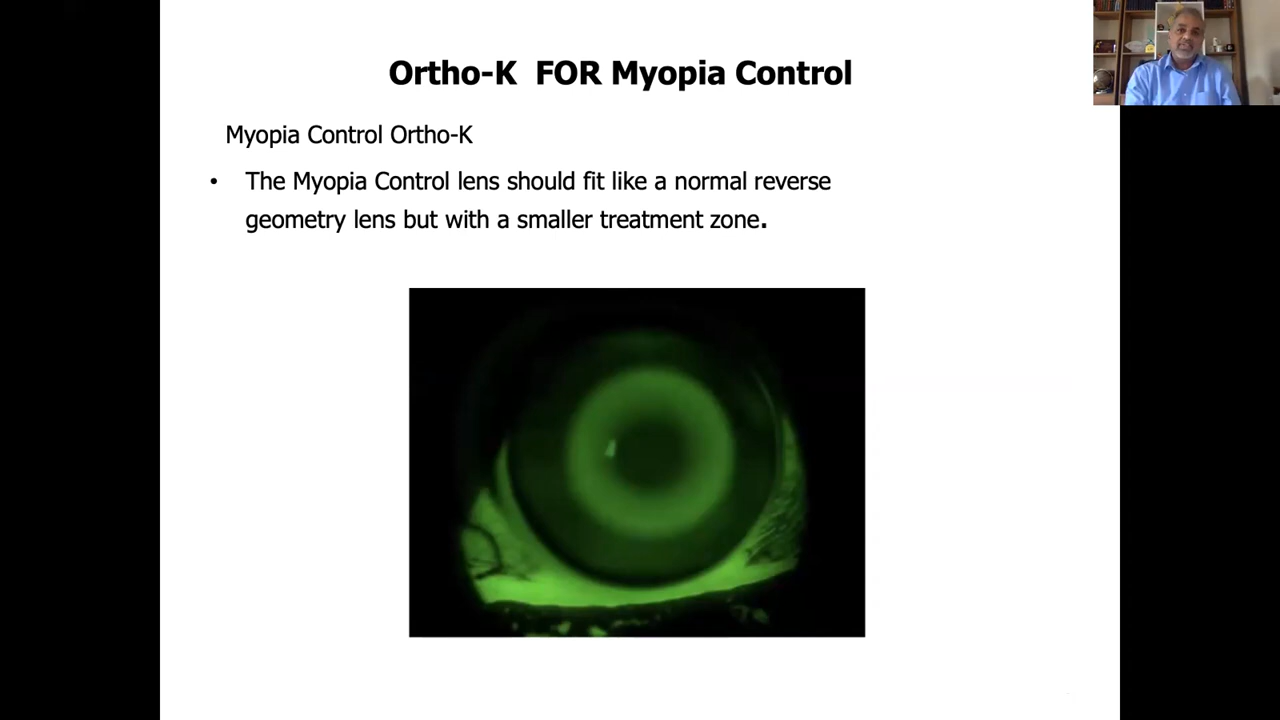 Ortho-K FOR Myopia Control
Myopia Control Ortho-K
• The Myopia Control lens should fit like a normal reverse
geometry lens but with a smaller treatment zone.